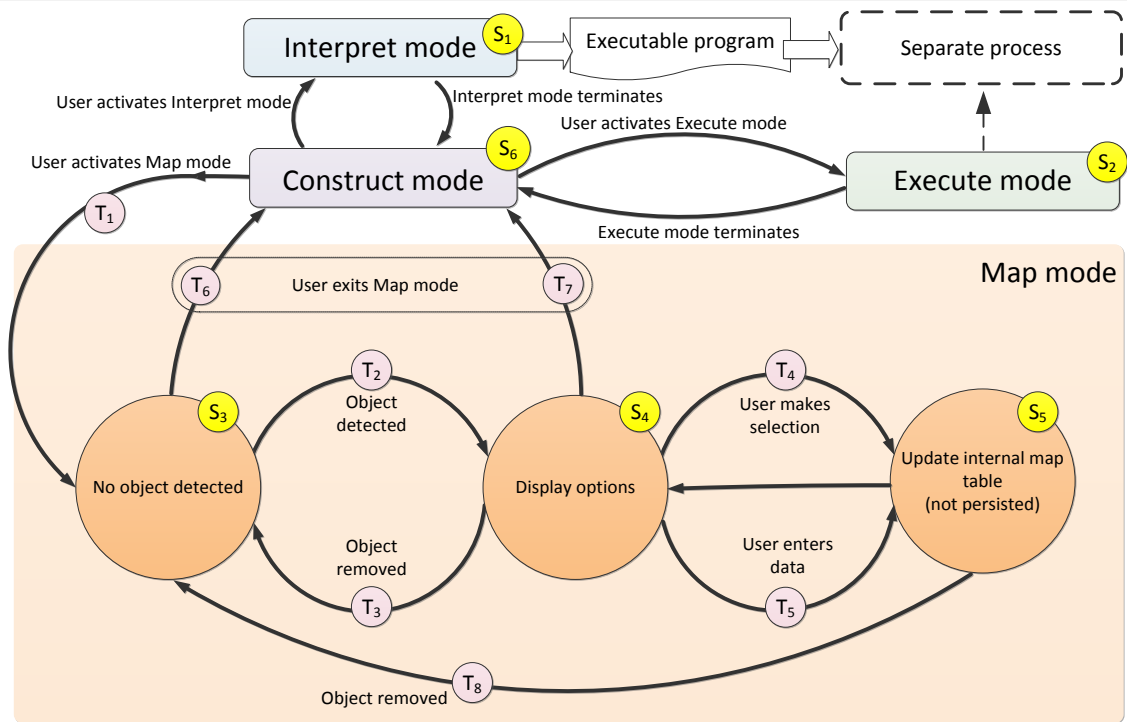 Interpret mode
S1
Executable program
Separate process
User activates Interpret mode
Interpret mode terminates
User activates Execute mode
User activates Map mode
Construct mode
S6
Execute mode
S2
T1
Execute mode terminates
Map mode
T6
User exits Map mode
T7
T2
Object
detected
T4
User makes
selection
S3
No object detected
S4
Display options
S5
Update internal map
table
(not persisted)
Object
removed
T3
User enters
data
T5
Object removed
T8